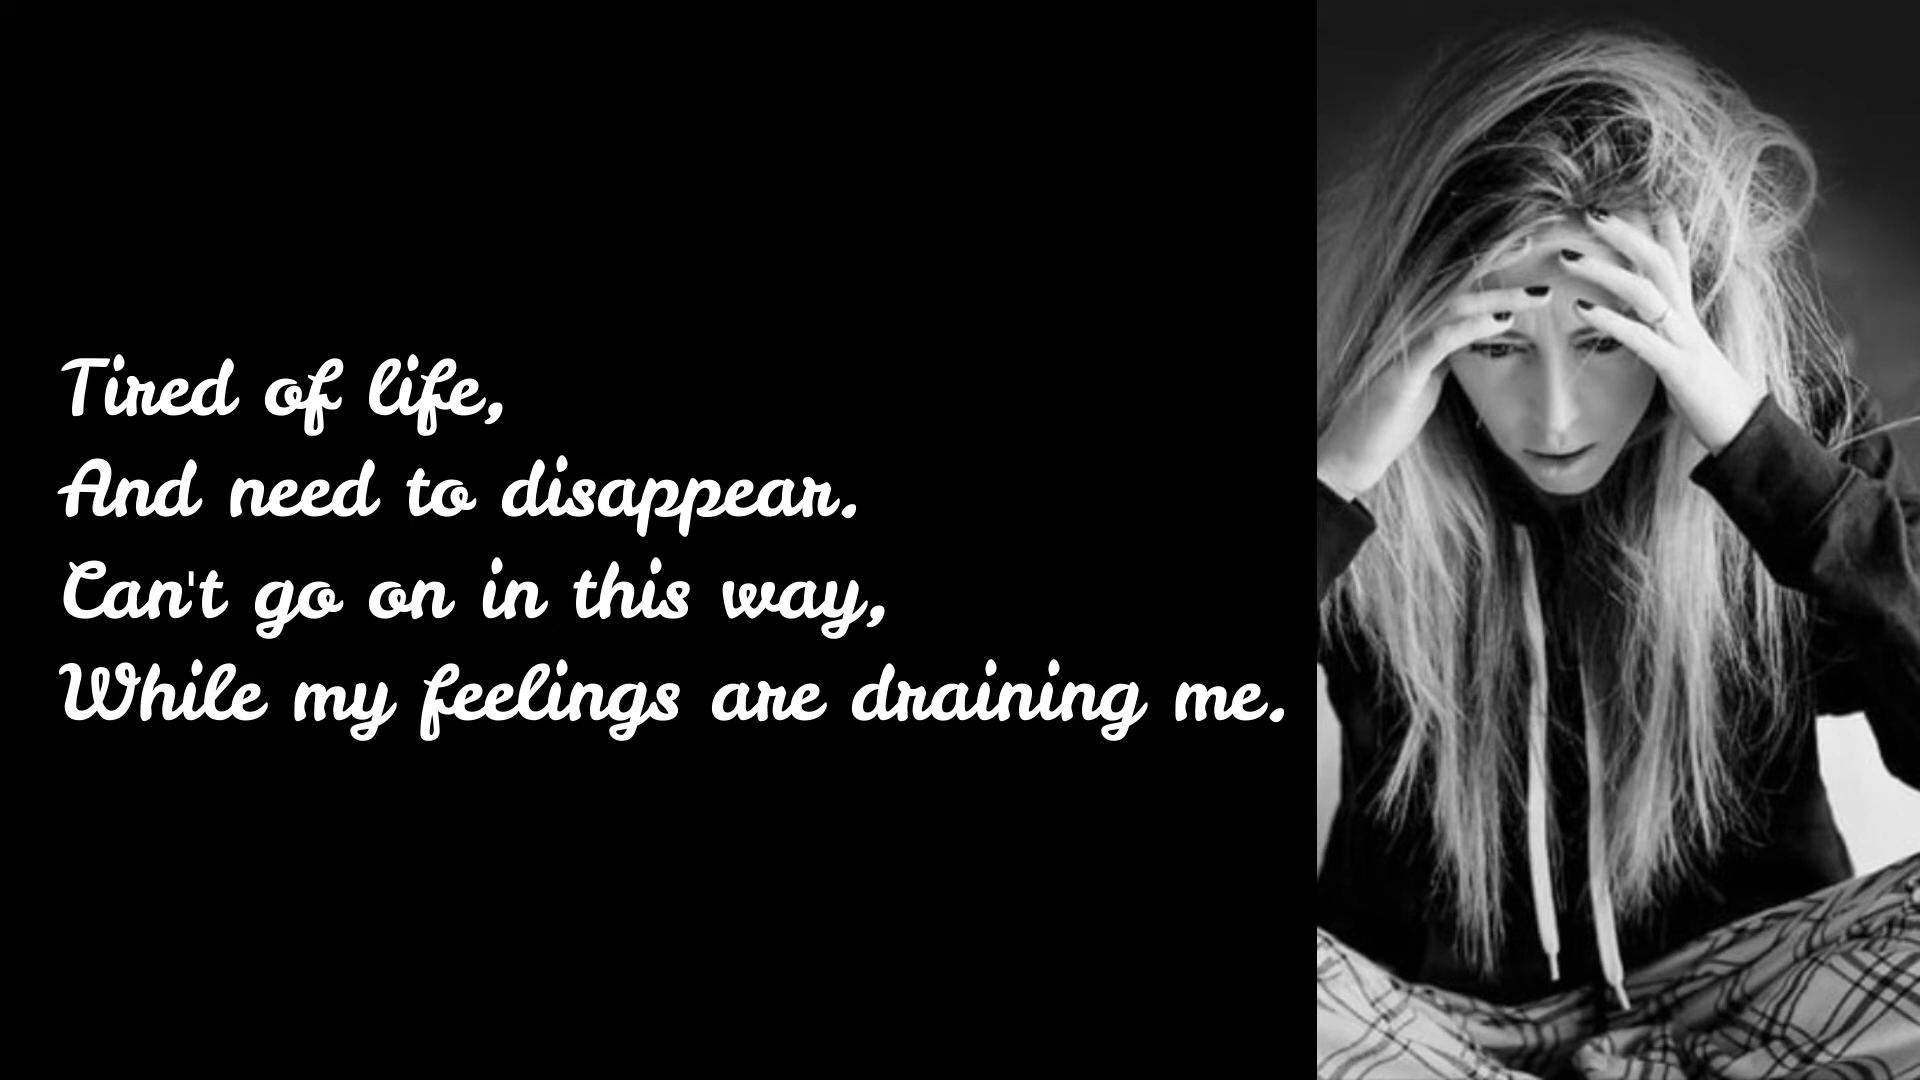 Tired of life,
And need to disappear.
Can't go on in this way,
While my feelings are draining me.